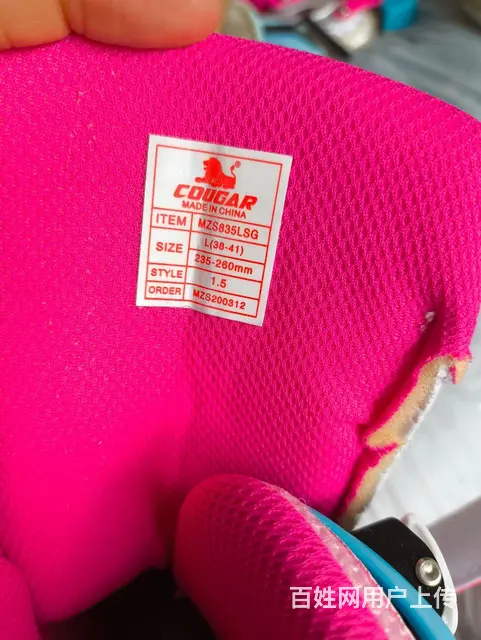 ®
COUGAR
MADE IN CHINA
ITEM MZS835LSG
SIZE L(38-41)
235-260mm
STYLE 1.5
ORDER MZS200312
百姓网用户上传